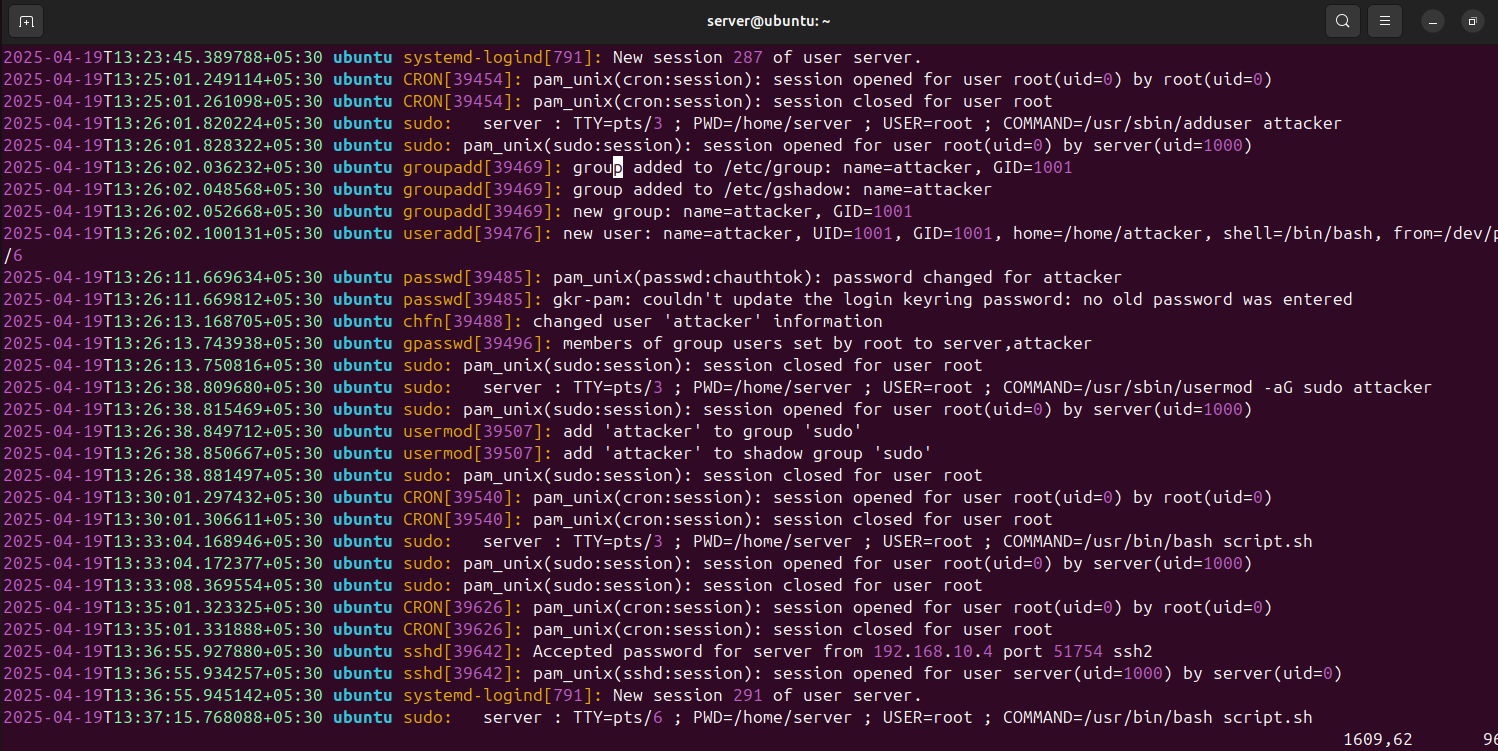 server@ubuntu: ~
2025-04-19T13:23:45.389788+05:30 ubuntu systemd-logind[791]: New session 287 of user server.
2025-04-19T13:25:01.249114+05:30 ubuntu CRON[39454]: pam_unix(cron:session): session opened for user root(uid=0) by root(uid=0)
2025-04-19T13:25:01.261098+05:30 ubuntu CRON[39454]: pam_unix(cron:session): session closed for user root
2025-04-19T13:26:01.820224+05:30 ubuntu sudo:   server : TTY=pts/3 ; PWD=/home/server ; USER=root ; COMMAND=/usr/sbin/adduser attacker
2025-04-19T13:26:01.828322+05:30 ubuntu sudo: pam_unix(sudo:session): session opened for user root(uid=0) by server(uid=1000)
2025-04-19T13:26:02.036232+05:30 ubuntu groupadd[39469]: group added to /etc/group: name=attacker, GID=1001
2025-04-19T13:26:02.048568+05:30 ubuntu groupadd[39469]: group added to /etc/gshadow: name=attacker
2025-04-19T13:26:02.052668+05:30 ubuntu groupadd[39469]: new group: name=attacker, GID=1001
2025-04-19T13:26:02.100131+05:30 ubuntu useradd[39476]: new user: name=attacker, UID=1001, GID=1001, home=/home/attacker, shell=/bin/bash, from=/dev/p
/6
2025-04-19T13:26:11.669634+05:30 ubuntu passwd[39485]: pam_unix(passwd:chauthtok): password changed for attacker
2025-04-19T13:26:11.669812+05:30 ubuntu passwd[39485]: gkr-pam: couldn't update the login keyring password: no old password was entered
2025-04-19T13:26:13.168705+05:30 ubuntu chfn[39488]: changed user 'attacker' information
2025-04-19T13:26:13.743938+05:30 ubuntu gpasswd[39496]: members of group users set by root to server,attacker
2025-04-19T13:26:13.750816+05:30 ubuntu sudo: pam_unix(sudo:session): session closed for user root
2025-04-19T13:26:38.809680+05:30 ubuntu sudo:   server : TTY=pts/3 ; PWD=/home/server ; USER=root ; COMMAND=/usr/sbin/usermod -aG sudo attacker
2025-04-19T13:26:38.815469+05:30 ubuntu sudo: pam_unix(sudo:session): session opened for user root(uid=0) by server(uid=1000)
2025-04-19T13:26:38.849712+05:30 ubuntu usermod[39507]: add 'attacker' to group 'sudo'
2025-04-19T13:26:38.850667+05:30 ubuntu usermod[39507]: add 'attacker' to shadow group 'sudo'
2025-04-19T13:26:38.881497+05:30 ubuntu sudo: pam_unix(sudo:session): session closed for user root
2025-04-19T13:30:01.297432+05:30 ubuntu CRON[39540]: pam_unix(cron:session): session opened for user root(uid=0) by root(uid=0)
2025-04-19T13:30:01.306611+05:30 ubuntu CRON[39540]: pam_unix(cron:session): session closed for user root
2025-04-19T13:33:04.168946+05:30 ubuntu sudo:   server : TTY=pts/3 ; PWD=/home/server ; USER=root ; COMMAND=/usr/bin/bash script.sh
2025-04-19T13:33:04.172377+05:30 ubuntu sudo: pam_unix(sudo:session): session opened for user root(uid=0) by server(uid=1000)
2025-04-19T13:33:08.369554+05:30 ubuntu sudo: pam_unix(sudo:session): session closed for user root
2025-04-19T13:35:01.323325+05:30 ubuntu CRON[39626]: pam_unix(cron:session): session opened for user root(uid=0) by root(uid=0)
2025-04-19T13:35:01.331888+05:30 ubuntu CRON[39626]: pam_unix(cron:session): session closed for user root
2025-04-19T13:36:55.927880+05:30 ubuntu sshd[39642]: Accepted password for server from 192.168.10.4 port 51754 ssh2
2025-04-19T13:36:55.934257+05:30 ubuntu sshd[39642]: pam_unix(sshd:session): session opened for user server(uid=1000) by server(uid=0)
2025-04-19T13:36:55.945142+05:30 ubuntu systemd-logind[791]: New session 291 of user server.
2025-04-19T13:37:15.768088+05:30 ubuntu sudo:   server : TTY=pts/6 ; PWD=/home/server ; USER=root ; COMMAND=/usr/bin/bash script.sh
1609,62 96